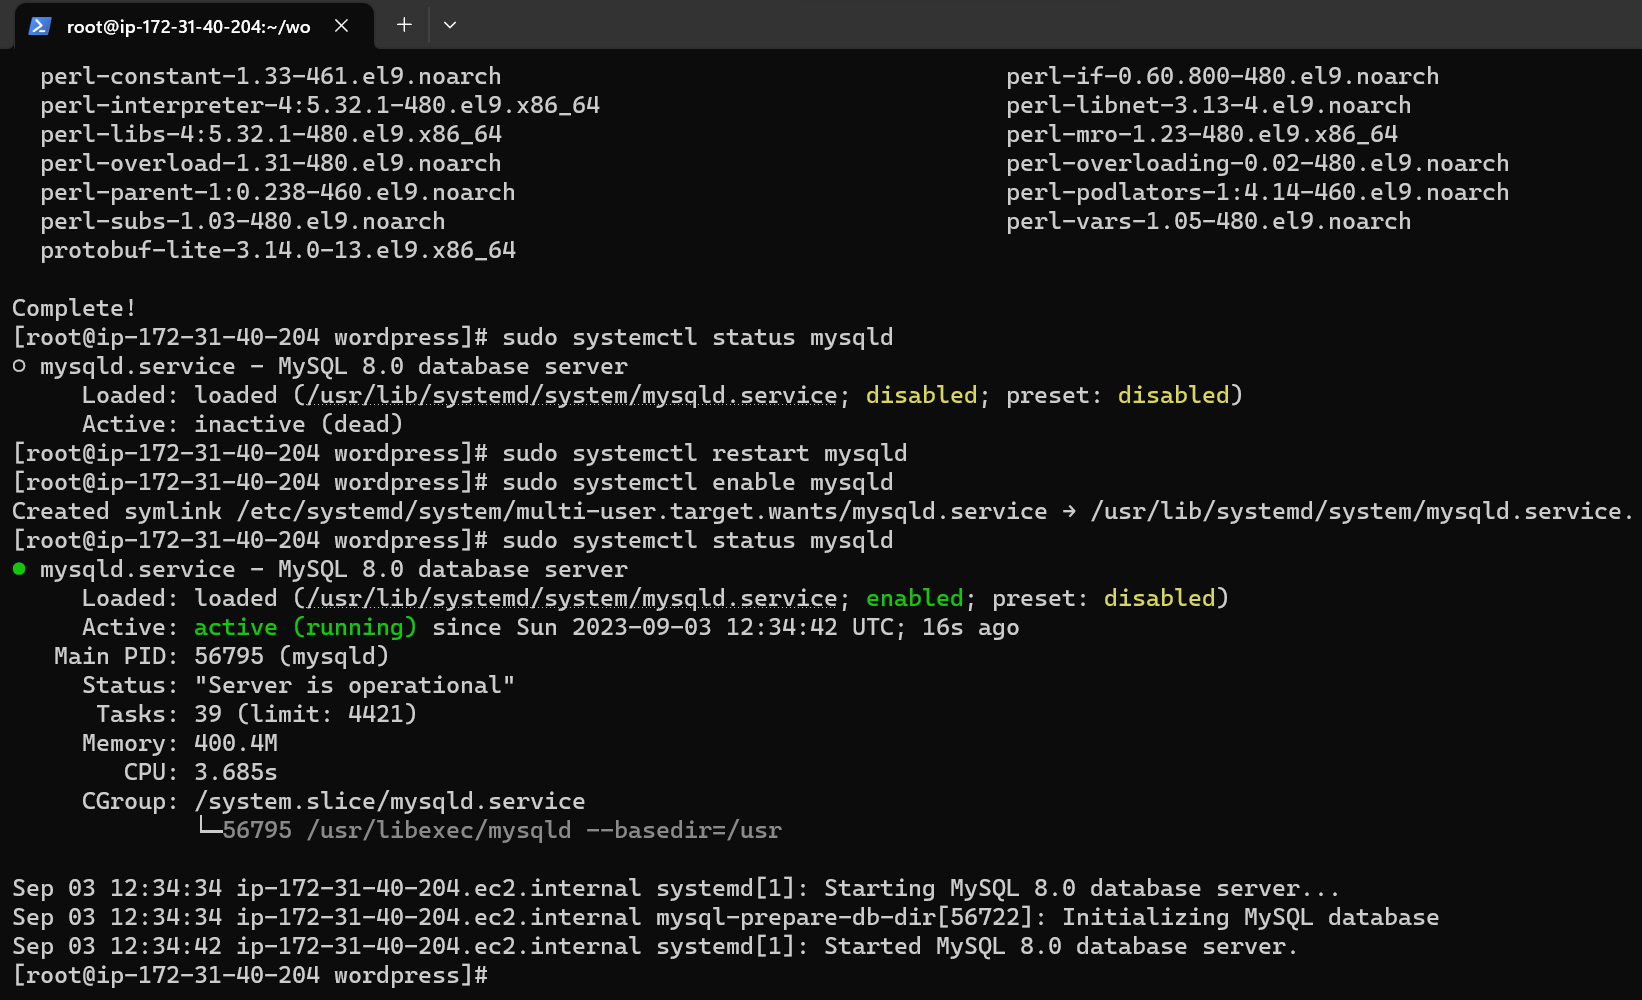 root@ip-172-31-40-204:~/wo
perl-constant-1.33-461.el9.noarch perl-if-0.60.800-480.el9.noarch
perl-interpreter-4:5.32.1-480.el9.x86_64 perl-libnet-3.13-4.el9.noarch
perl-libs-4:5.32.1-480.el9.x86_64 perl-mro-1.23-480.el9.x86_64
perl-overload-1.31-480.el9.noarch perl-overloading-0.02-480.el9.noarch
perl-parent-1:0.238-460.el9.noarch perl-podlators-1:4.14-460.el9.noarch
perl-subs-1.03-480.el9.noarch perl-vars-1.05-480.el9.noarch
protobuf-lite-3.14.0-13.el9.x86_64
Complete!
[root@ip-172-31-40-204 wordpress]# sudo systemctl status mysqld
○ mysqld.service - MySQL 8.0 database server
Loaded: loaded (/usr/lib/systemd/system/mysqld.service; disabled; preset: disabled)
Active: inactive (dead)
[root@ip-172-31-40-204 wordpress]# sudo systemctl restart mysqld
[root@ip-172-31-40-204 wordpress]# sudo systemctl enable mysqld
Created symlink /etc/systemd/system/multi-user.target.wants/mysqld.service → /usr/lib/systemd/system/mysqld.service.
[root@ip-172-31-40-204 wordpress]# sudo systemctl status mysqld
● mysqld.service - MySQL 8.0 database server
Loaded: loaded (/usr/lib/systemd/system/mysqld.service; enabled; preset: disabled)
Active: active (running) since Sun 2023-09-03 12:34:42 UTC; 16s ago
Main PID: 56795 (mysqld)
Status: "Server is operational"
Tasks: 39 (limit: 4421)
Memory: 400.4M
CPU: 3.685s
CGroup: /system.slice/mysqld.service
└─56795 /usr/libexec/mysqld --basedir=/usr
Sep 03 12:34:34 ip-172-31-40-204.ec2.internal systemd[1]: Starting MySQL 8.0 database server...
Sep 03 12:34:34 ip-172-31-40-204.ec2.internal mysql-prepare-db-dir[56722]: Initializing MySQL database
Sep 03 12:34:42 ip-172-31-40-204.ec2.internal systemd[1]: Started MySQL 8.0 database server.
[root@ip-172-31-40-204 wordpress]#